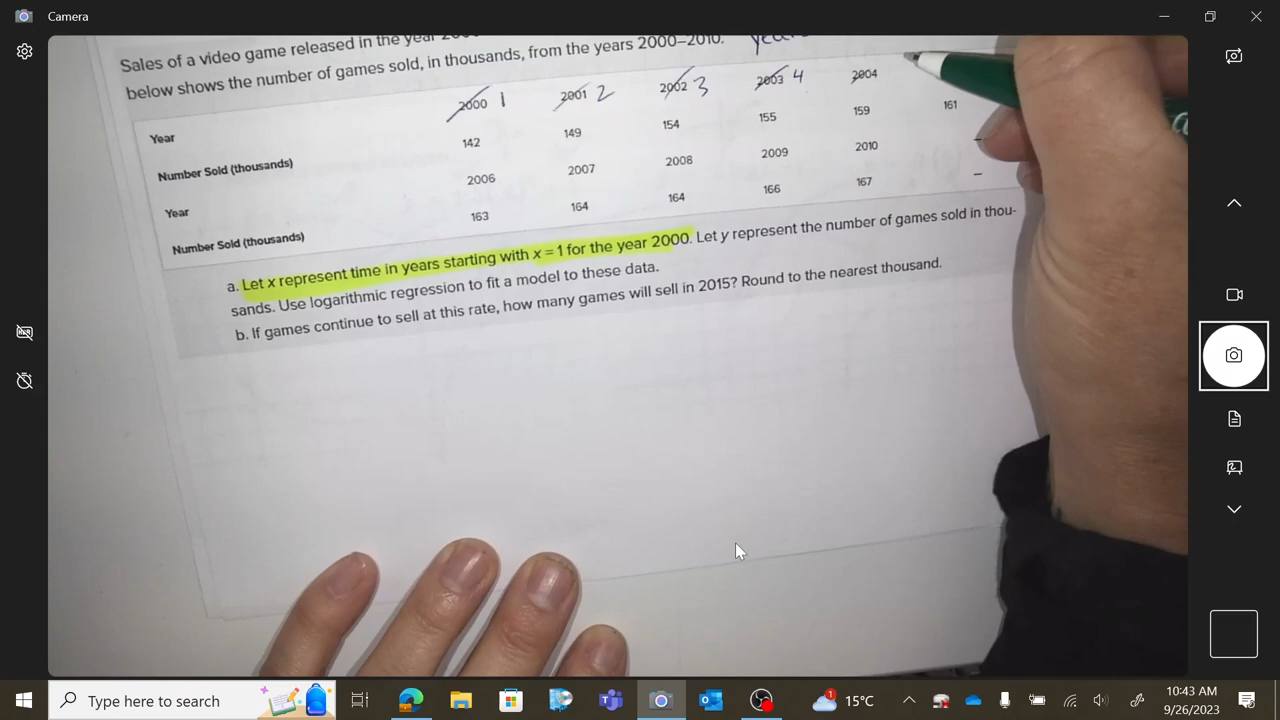 Camera
Sales of a video game released in the year
below shows the number of games sold, in thousands, from the years 2000–2010.
Year 2000 1 2001 2 2002 3 2003 4 2004
Number Sold (thousands) 142 149 154 155 159 161
Year 2006 2007 2008 2009 2010 –
Number Sold (thousands) 163 164 164 166 167 –
a. Let x represent time in years starting with x = 1 for the year 2000. Let y represent the number of games sold in thou-
sands. Use logarithmic regression to fit a model to these data.
b. If games continue to sell at this rate, how many games will sell in 2015? Round to the nearest thousand.
Type here to search
1
15°C
10:43 AM
9/26/2023